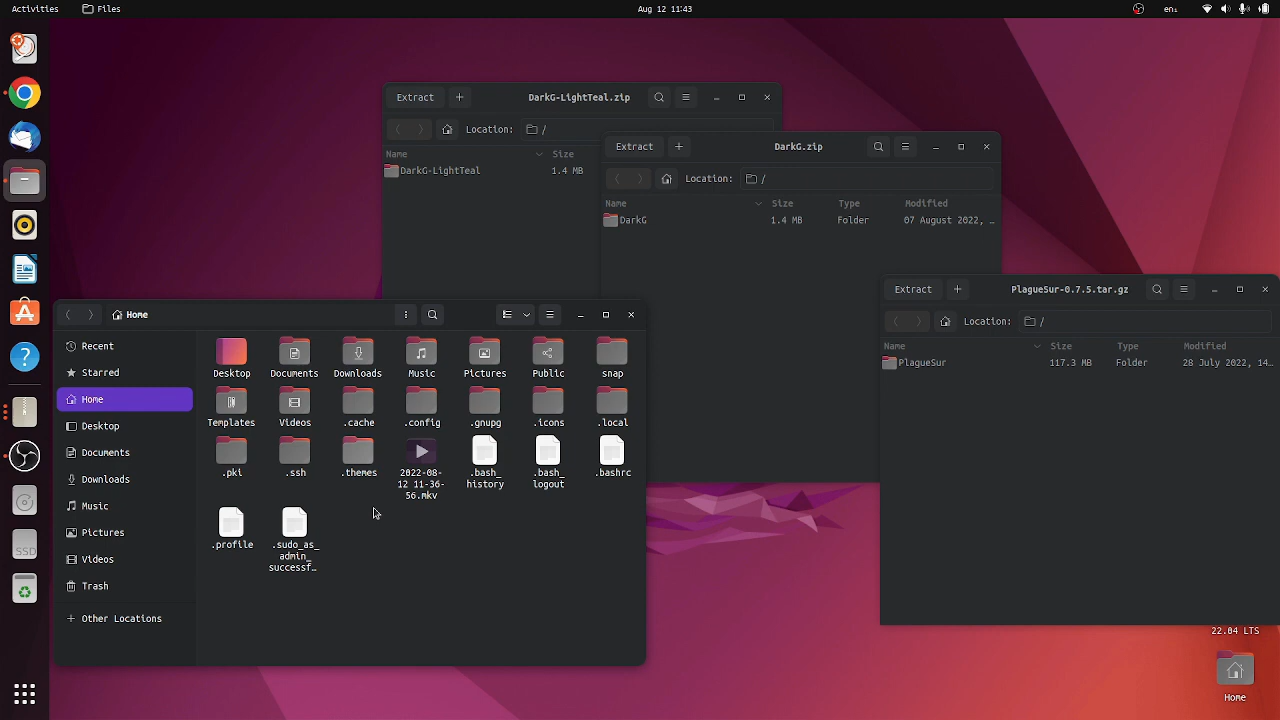 Activities
Files
Aug 12 11:43
en₁
Extract
DarkG-LightTeal.zip
Location:
/
Name
Size
DarkG-LightTeal
1.4 MB
Extract
DarkG.zip
Location:
/
Name
Size
Type
Modified
DarkG
1.4 MB
Folder
07 August 2022, …
Extract
PlagueSur-0.7.5.tar.gz
Location:
/
Name
Size
Type
Modified
PlagueSur
117.3 MB
Folder
28 July 2022, 14…
Home
Recent
Starred
Home
Desktop
Documents
Downloads
Music
Pictures
Videos
Trash
Other Locations
Desktop
Documents
Downloads
Music
Pictures
Public
snap
Templates
Videos
.cache
.config
.gnupg
.icons
.local
.pki
.ssh
.themes
2022-08-
12 11-36-
56.mkv
.bash_
history
.bash_
logout
.bashrc
.profile
.sudo_as_
admin_
successf…
SSD
22.04 LTS
Home